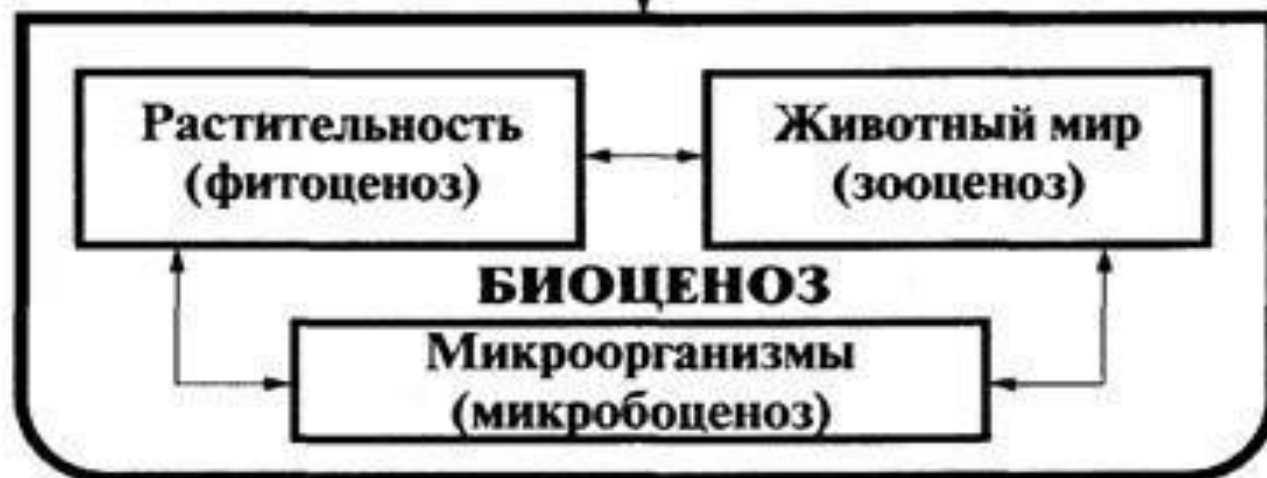 Растительность
(фитоценоз)
Животный мир
(зооценоз)
БИОЦЕНОЗ
Микроорганизмы
(микробоценоз)